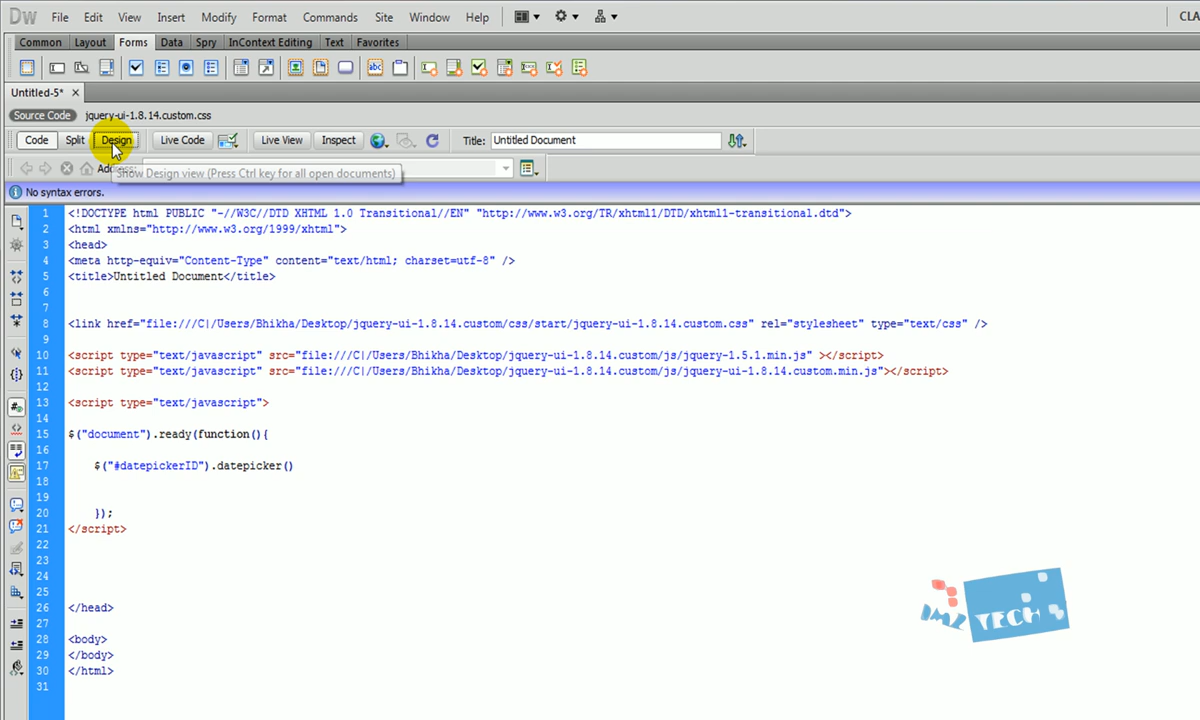 Dw File Edit View Insert Modify Format Commands Site Window Help CLA
Common Layout Forms Data Spry InContext Editing Text Favorites
abc
Untitled-5* ×
Source Code jquery-ui-1.8.14.custom.css
Code Split Design Live Code Live View Inspect Title: Untitled Document
Show Design view (Press Ctrl key for all open documents)
No syntax errors.
1 <!DOCTYPE html PUBLIC "-//W3C//DTD XHTML 1.0 Transitional//EN" "http://www.w3.org/TR/xhtml1/DTD/xhtml1-transitional.dtd">
2 <html xmlns="http://www.w3.org/1999/xhtml">
3 <head>
4 <meta http-equiv="Content-Type" content="text/html; charset=utf-8" />
5 <title>Untitled Document</title>
6
7
8 <link href="file:///C|/Users/Bhikha/Desktop/jquery-ui-1.8.14.custom/css/start/jquery-ui-1.8.14.custom.css" rel="stylesheet" type="text/css" />
9
10 <script type="text/javascript" src="file:///C|/Users/Bhikha/Desktop/jquery-ui-1.8.14.custom/js/jquery-1.5.1.min.js" ></script>
11 <script type="text/javascript" src="file:///C|/Users/Bhikha/Desktop/jquery-ui-1.8.14.custom/js/jquery-ui-1.8.14.custom.min.js"></script>
12
13 <script type="text/javascript">
14
15 $("document").ready(function(){
16
17 $("#datepickerID").datepicker()
18
19
20 });
21 </script>
22
23
24
25
26 </head>
27
28 <body>
29 </body>
30 </html>
31
IMZ TECH